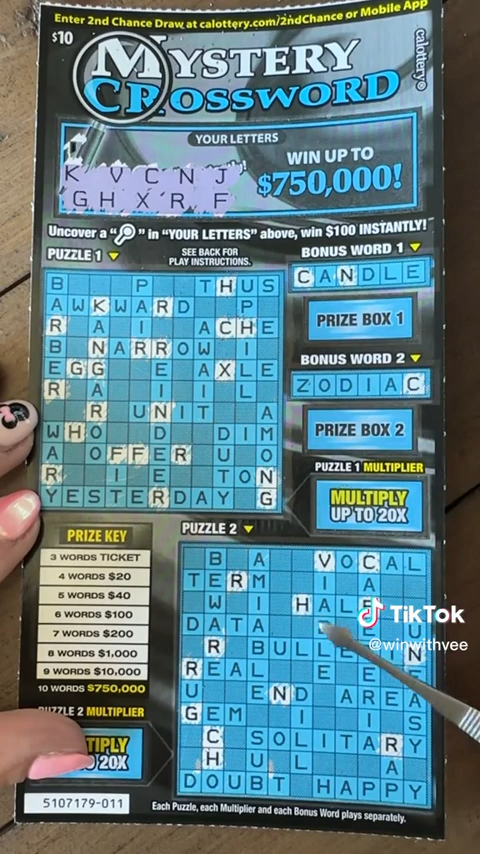 Enter 2nd Chance Draw at calottery.com/2ndChance or Mobile App
$10
MYSTERY
CROSSWORD
calottery
YOUR LETTERS
K V C N J
G H X R F
WIN UP TO
$750,000!
Uncover a " " in "YOUR LETTERS" above, win $100 INSTANTLY!
PUZZLE 1
SEE BACK FOR
PLAY INSTRUCTIONS.
BONUS WORD 1
CANDLE
PRIZE BOX 1
BONUS WORD 2
ZODIAC
PRIZE BOX 2
PUZZLE 1 MULTIPLIER
MULTIPLY
UP TO 20X
B P THUS
AWKWARD P
R A I ACHE
B NARROW I
EGG E AXLE
R A I I L
R UNIT A
WHO D DIM
A OFFER U O
R I E TON
YESTERDAY G
PRIZE KEY
3 WORDS TICKET
4 WORDS $20
5 WORDS $40
6 WORDS $100
7 WORDS $200
8 WORDS $1,000
9 WORDS $10,000
10 WORDS $750,000
PUZZLE 2 MULTIPLIER
20X
5107179-011
PUZZLE 2
B A VOCAL
TERM I A
W I HAL
DATA
R BULL
REAL E
U END AREA
GEM I I S
C SOLITARY
H U L A
DOUBT HAPPY
Each Puzzle, each Multiplier and each Bonus Word plays separately.
TikTok
@winwithvee